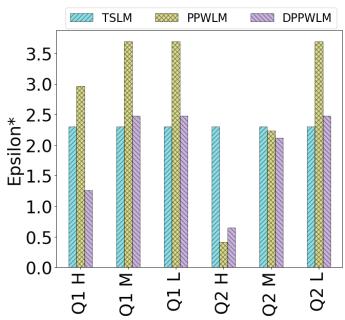 TSLM PPWLM DPPWLM
Epsilon*
3.5
3.0
2.5
2.0
1.5
1.0
0.5
0.0
Q1 H
Q1 M
Q1 L
Q2 H
Q2 M
Q2 L